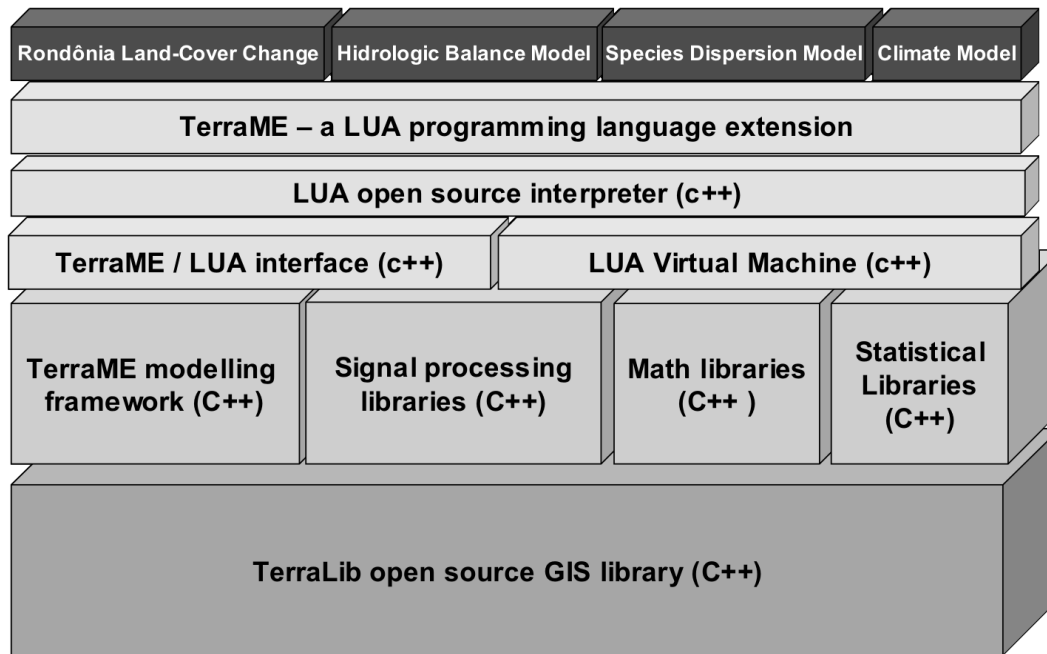 Rondônia Land-Cover Change
Hidrologic Balance Model
Species Dispersion Model
Climate Model
TerraME – a LUA programming language extension
LUA open source interpreter (c++)
TerraME / LUA interface (c++)
LUA Virtual Machine (c++)
TerraME modelling
framework (C++)
Signal processing
libraries (C++)
Math libraries
(C++ )
Statistical
Libraries
(C++)
TerraLib open source GIS library (C++)